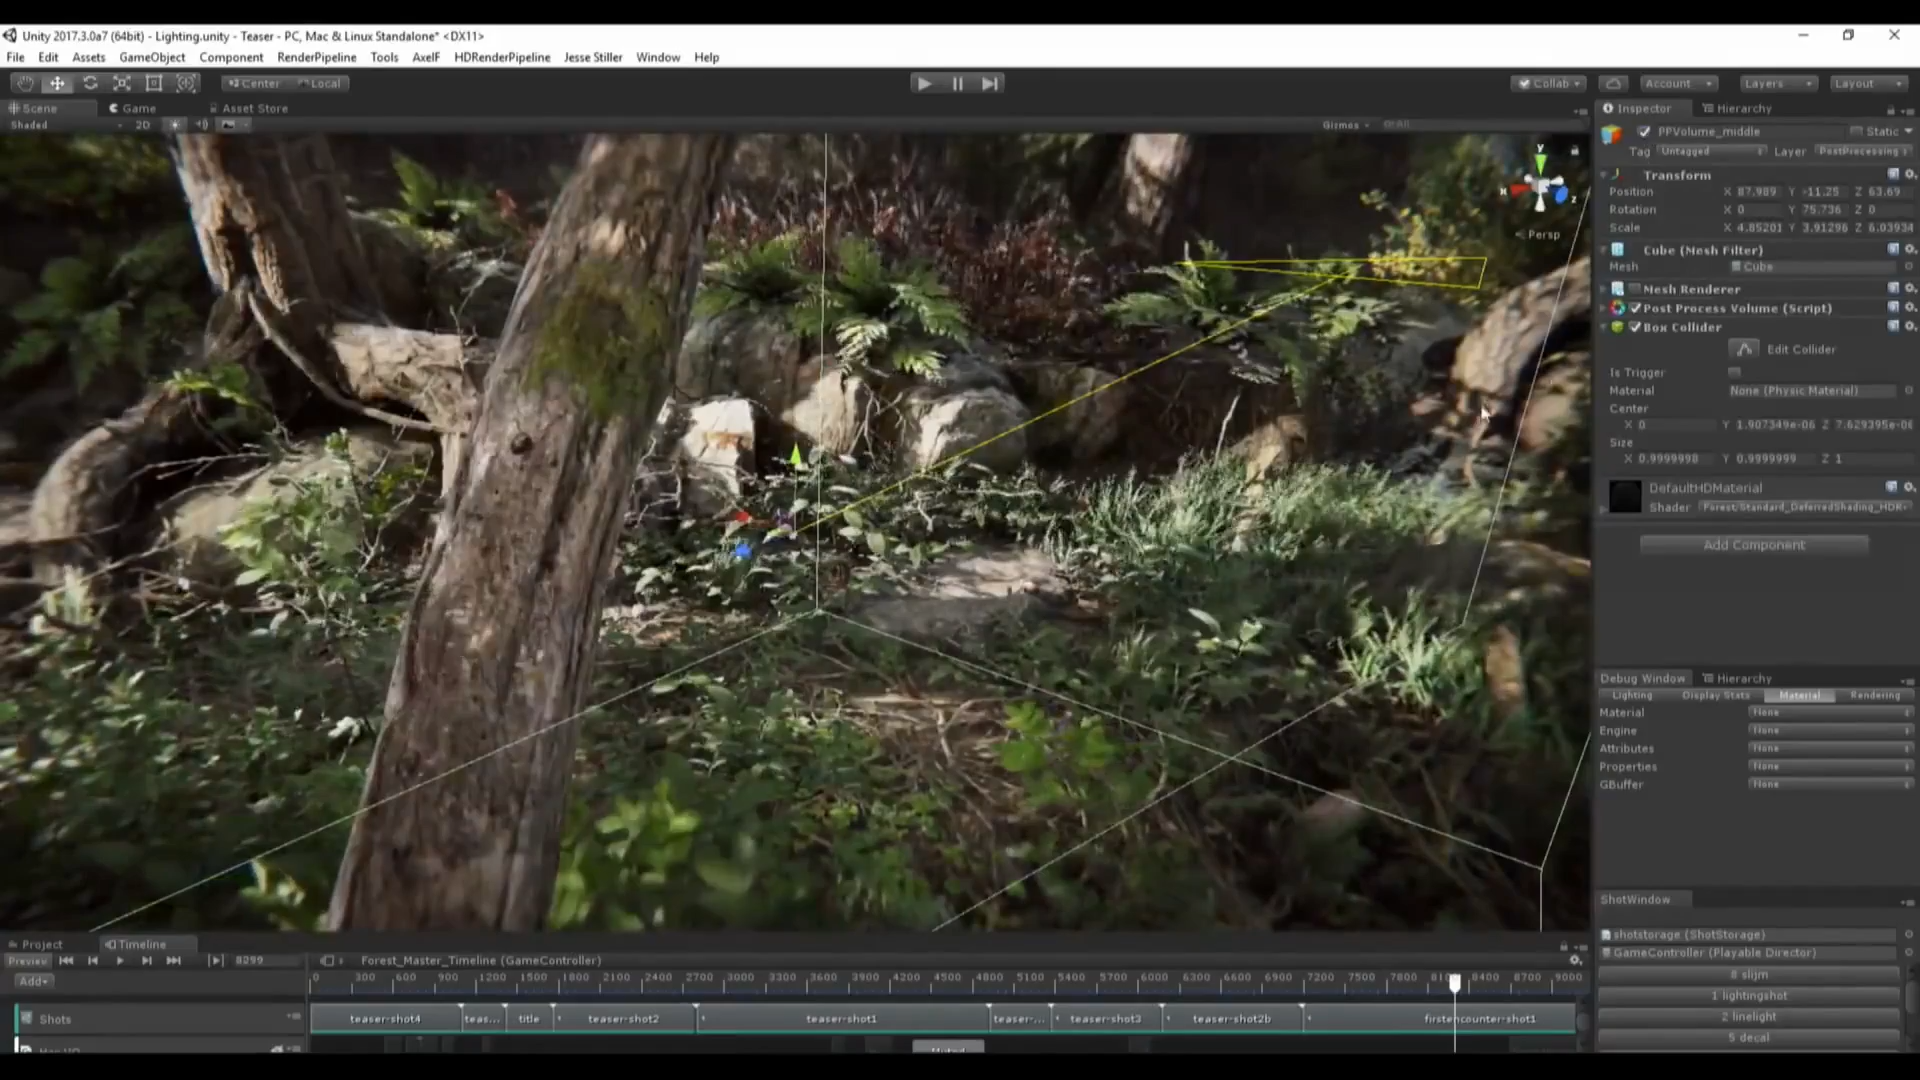 Unity 2017.3.0a7 (64bit) - Lighting.unity - Teaser - PC, Mac & Linux Standalone* <DX11>
File Edit Assets GameObject Component RenderPipeline Tools AxelF HDRenderPipeline Jesse Stiller Window Help
Center Local Collab Account Layers Layout
Scene Game Asset Store
Shaded 2D Gizmos
Inspector Hierarchy
PPVolume_middle Static
Tag Untagged Layer PostProcessing
Transform
Position X 87.989 Y -11.25 Z 63.69
Rotation X 0 Y 75.736 Z 0
Scale X 4.85201 Y 3.91296 Z 6.03934
Cube (Mesh Filter)
Mesh Cube
Mesh Renderer
Post Process Volume (Script)
Box Collider
Edit Collider
Is Trigger
Material None (Physic Material)
Center
X 0 Y 1.907349e-06 Z 7.629395e-06
Size
X 0.9999998 Y 0.9999999 Z 1
DefaultHDMaterial
Shader Forest/Standard_DeferredShading_HDR
Add Component
y
x
z
Persp
Debug Window Hierarchy
Lighting Display Stats Material Rendering
Material None
Engine None
Attributes None
Properties None
GBuffer None
ShotWindow
shotstorage (ShotStorage)
GameController (Playable Director)
8 slijm
1 lightingshot
2 linelight
5 decal
Project Timeline
Preview 8299 Forest_Master_Timeline (GameController)
Add
0 300 600 900 1200 1500 1800 2100 2400 2700 3000 3300 3600 3900 4200 4500 4800 5100 5400 5700 6000 6300 6600 6900 7200 7500 7800 8400 8700 9000
Shots teaser-shot4 teas... title teaser-shot2 teaser-shot1 teaser-... teaser-shot3 teaser-shot2b firstencounter-shot1
Muted